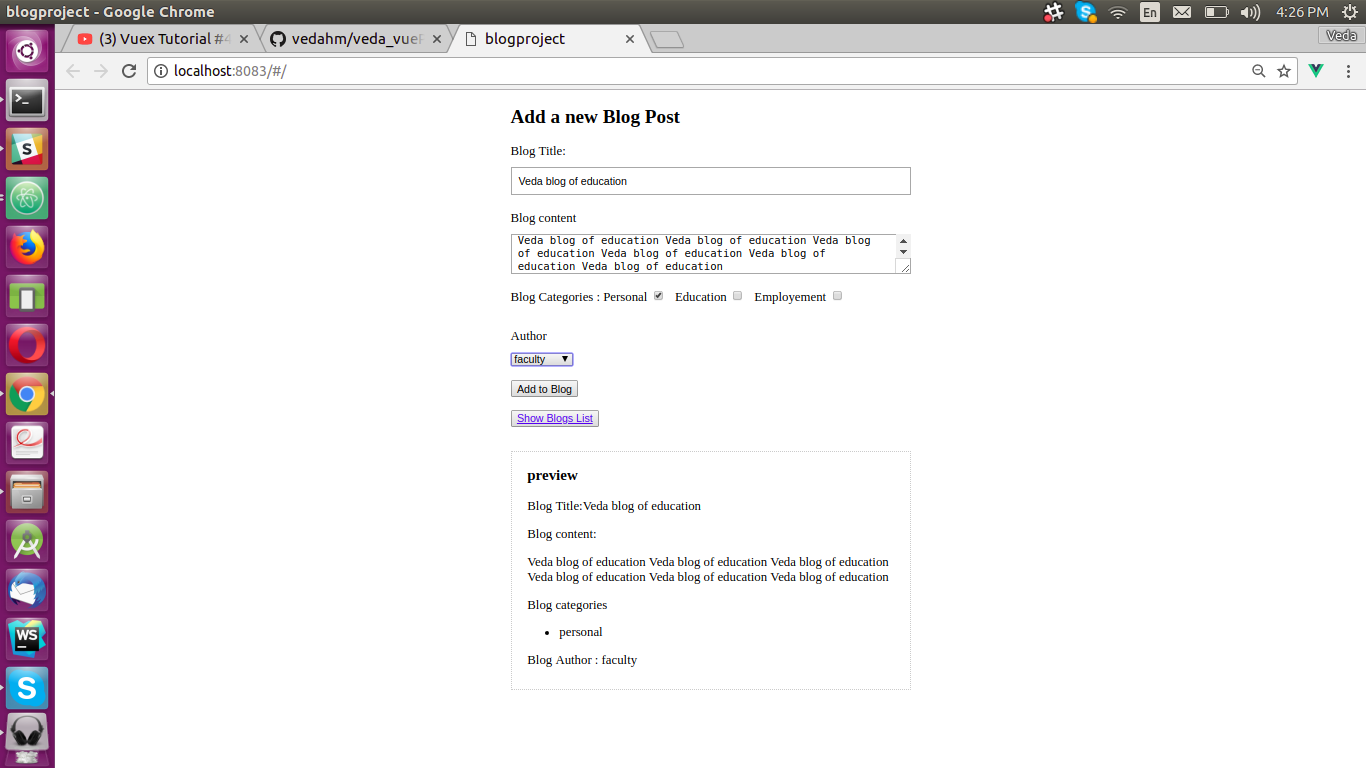 blogproject - Google Chrome
En
4:26 PM
(3) Vuex Tutorial #4
vedahm/veda_vue
blogproject
Veda
localhost:8083/#/
Add a new Blog Post
Blog Title:
Veda blog of education
Blog content
Veda blog of education Veda blog of education Veda blog
of education Veda blog of education Veda blog of
education Veda blog of education
Blog Categories : Personal Education Employement
Author
faculty
Add to Blog
Show Blogs List
preview
Blog Title:Veda blog of education
Blog content:
Veda blog of education Veda blog of education Veda blog of education
Veda blog of education Veda blog of education Veda blog of education
Blog categories
personal
Blog Author : faculty
S
WS
S